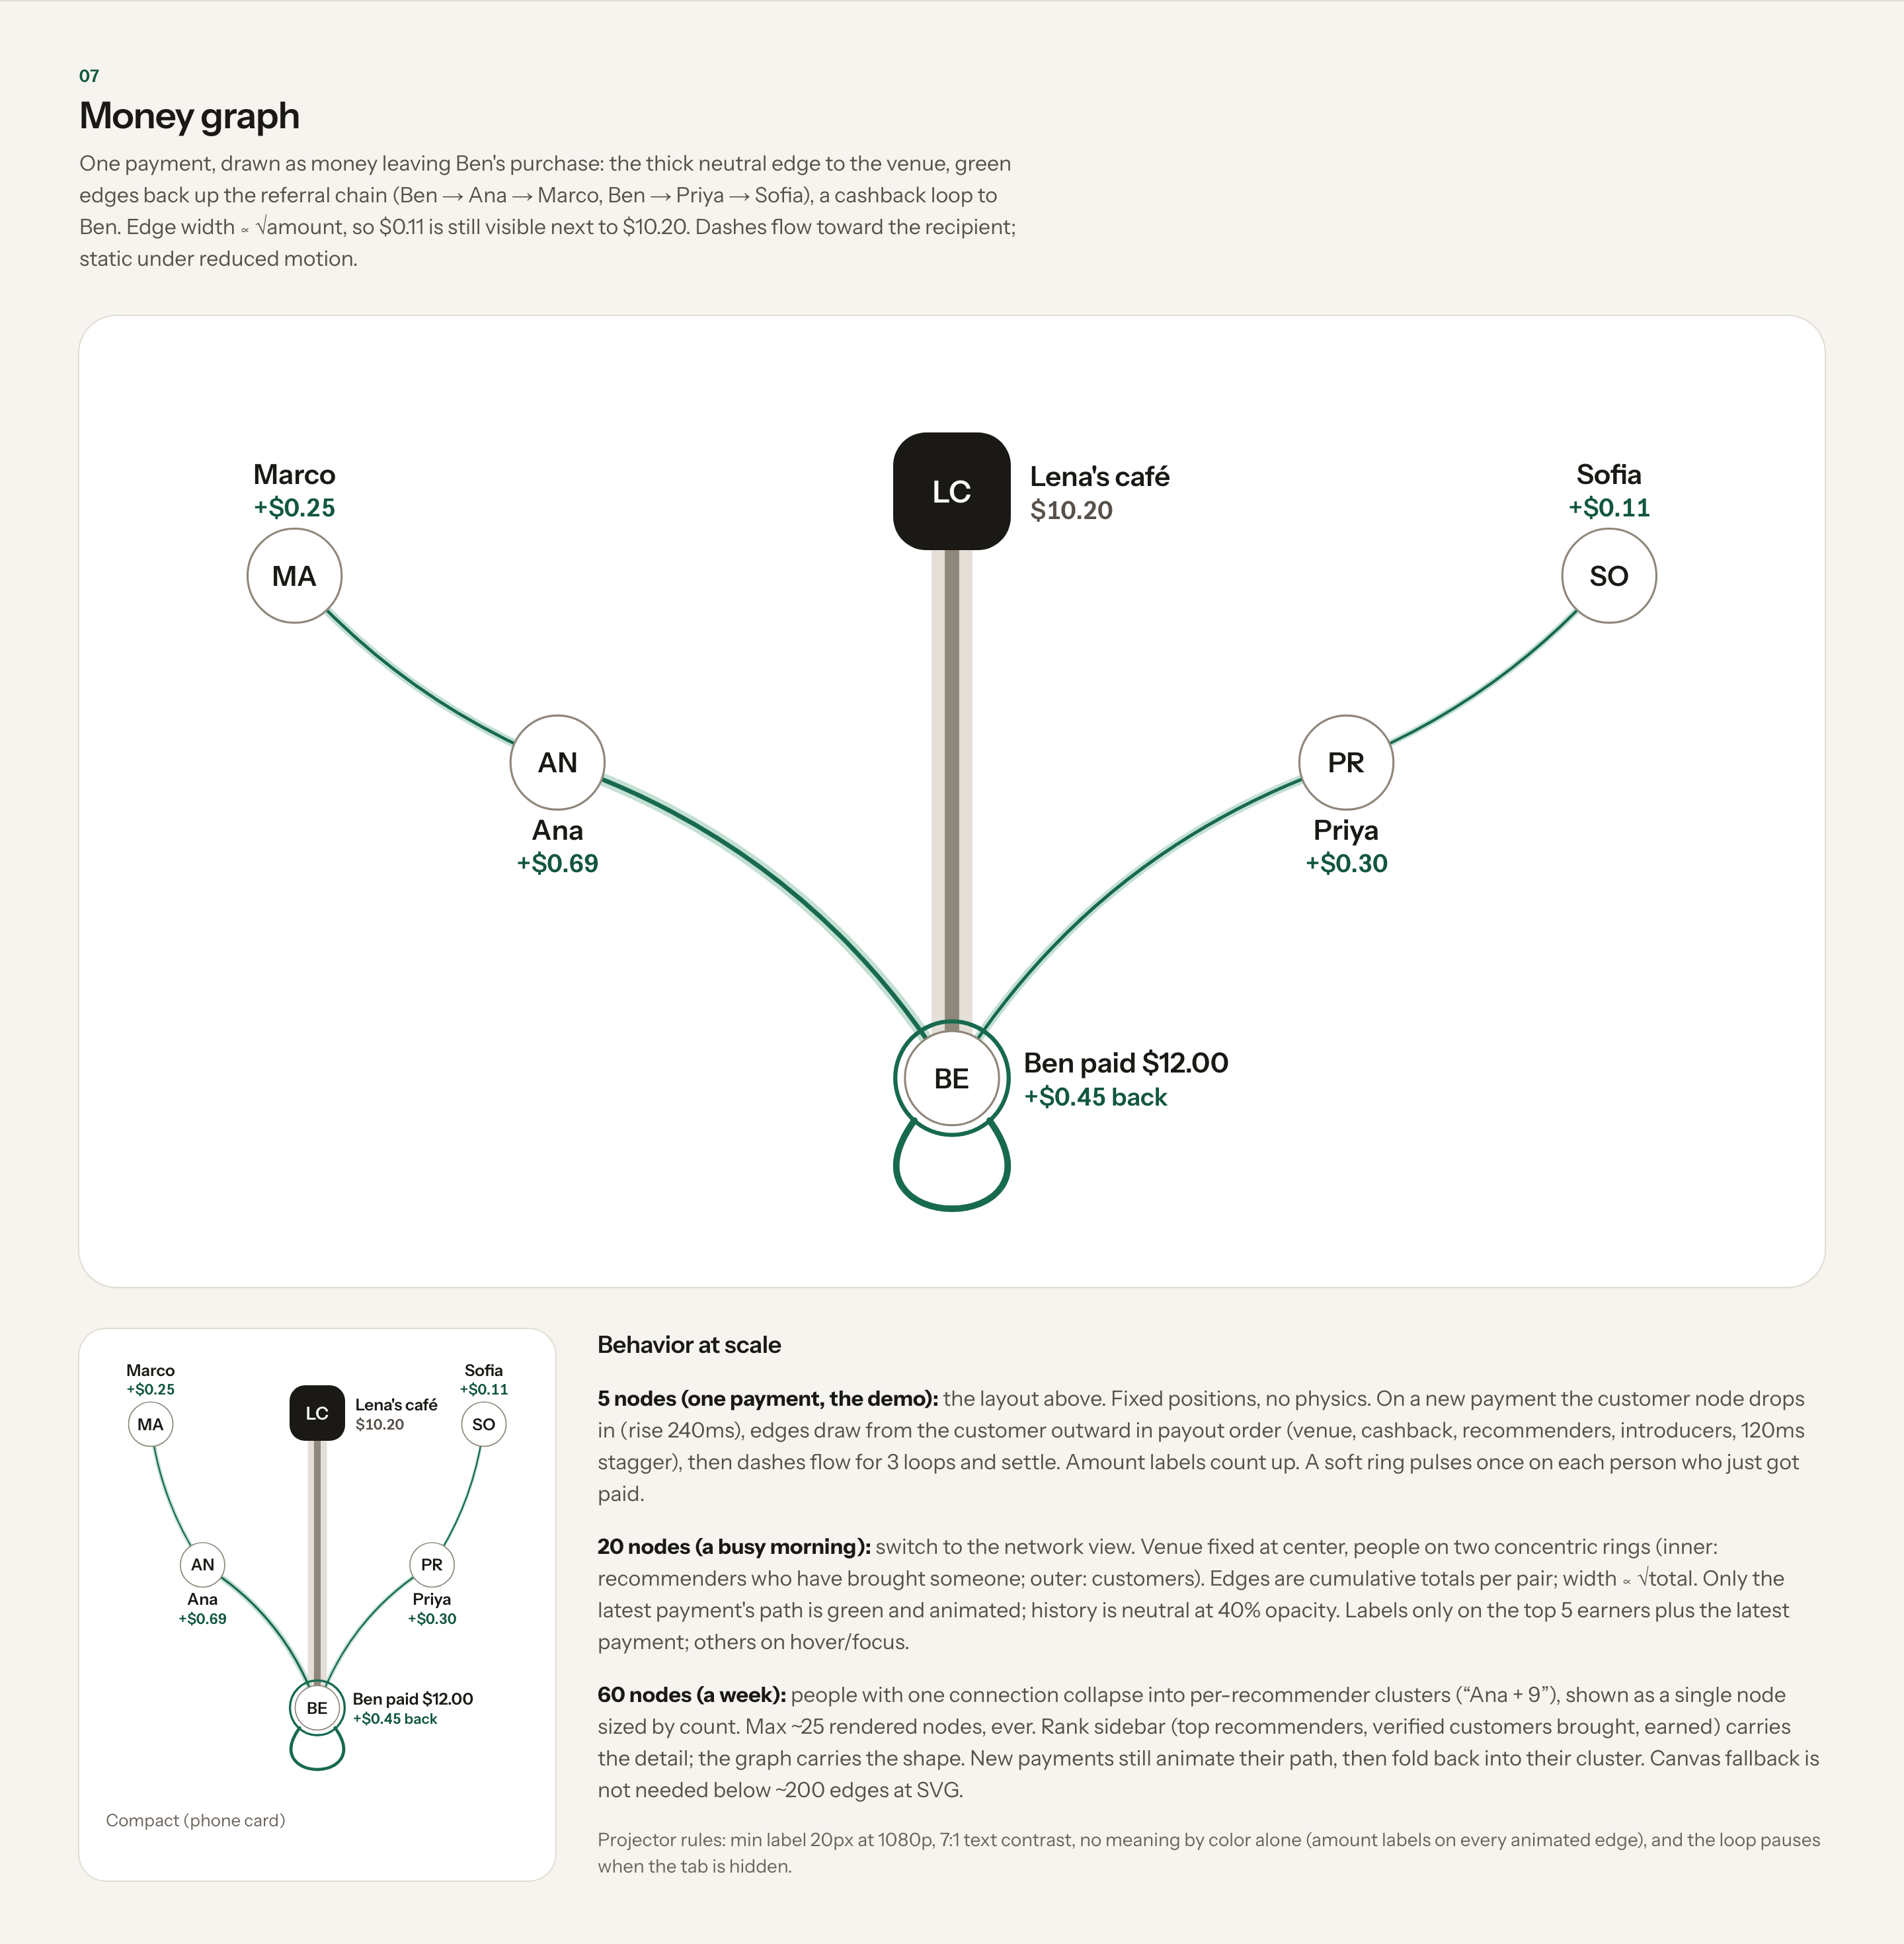 07
Money graph
One payment, drawn as money leaving Ben's purchase: the thick neutral edge to the venue, green
edges back up the referral chain (Ben → Ana → Marco, Ben → Priya → Sofia), a cashback loop to
Ben. Edge width ∝ √amount, so $0.11 is still visible next to $10.20. Dashes flow toward the recipient;
static under reduced motion.
Marco
+$0.25
MA
LC
Lena's café
$10.20
Sofia
+$0.11
SO
AN
Ana
+$0.69
PR
Priya
+$0.30
BE
Ben paid $12.00
+$0.45 back
Marco
+$0.25
MA
LC
Lena's café
$10.20
Sofia
+$0.11
SO
AN
Ana
+$0.69
PR
Priya
+$0.30
BE
Ben paid $12.00
+$0.45 back
Compact (phone card)
Behavior at scale
5 nodes (one payment, the demo): the layout above. Fixed positions, no physics. On a new payment the customer node drops
in (rise 240ms), edges draw from the customer outward in payout order (venue, cashback, recommenders, introducers, 120ms
stagger), then dashes flow for 3 loops and settle. Amount labels count up. A soft ring pulses once on each person who just got
paid.
20 nodes (a busy morning): switch to the network view. Venue fixed at center, people on two concentric rings (inner:
recommenders who have brought someone; outer: customers). Edges are cumulative totals per pair; width ∝ √total. Only the
latest payment's path is green and animated; history is neutral at 40% opacity. Labels only on the top 5 earners plus the latest
payment; others on hover/focus.
60 nodes (a week): people with one connection collapse into per-recommender clusters (“Ana + 9”), shown as a single node
sized by count. Max ~25 rendered nodes, ever. Rank sidebar (top recommenders, verified customers brought, earned) carries
the detail; the graph carries the shape. New payments still animate their path, then fold back into their cluster. Canvas fallback is
not needed below ~200 edges at SVG.
Projector rules: min label 20px at 1080p, 7:1 text contrast, no meaning by color alone (amount labels on every animated edge), and the loop pauses
when the tab is hidden.